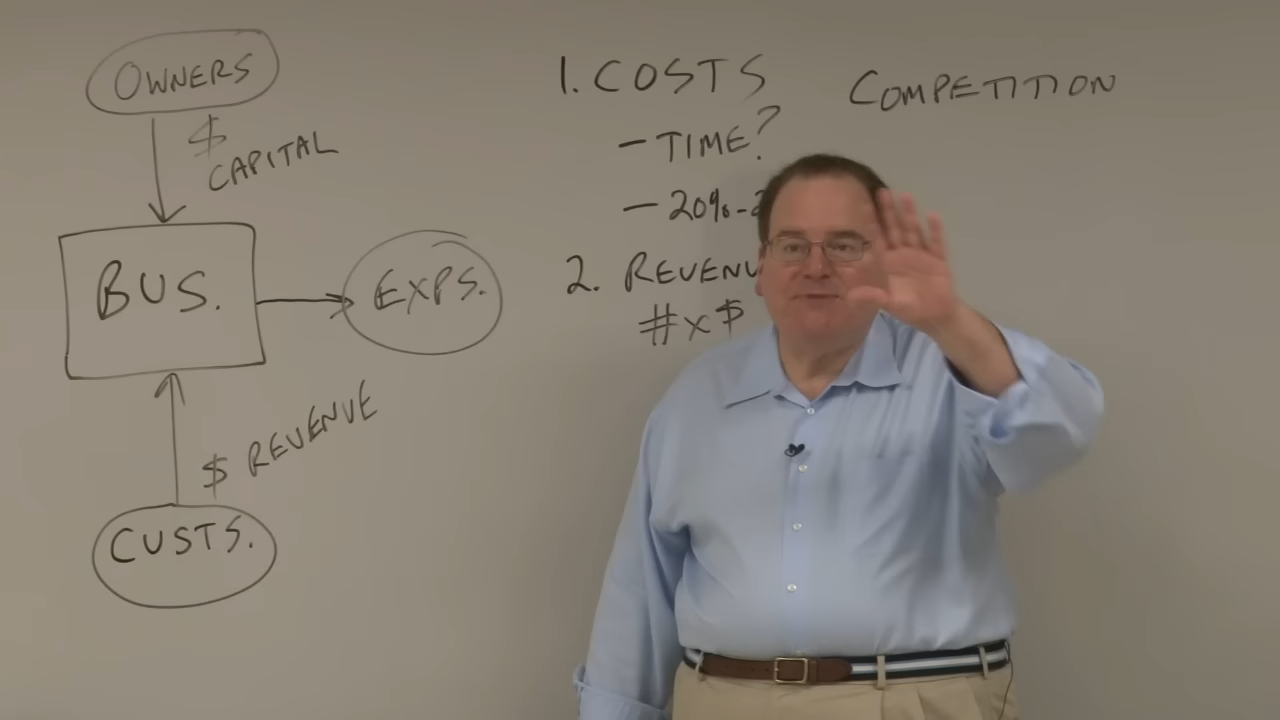 OWNERS
$
CAPITAL
BUS.
EXPS.
$ REVENUE
CUSTS.
1. COSTS
- TIME?
- 20%-
2. REVENU
#x$
COMPETITION